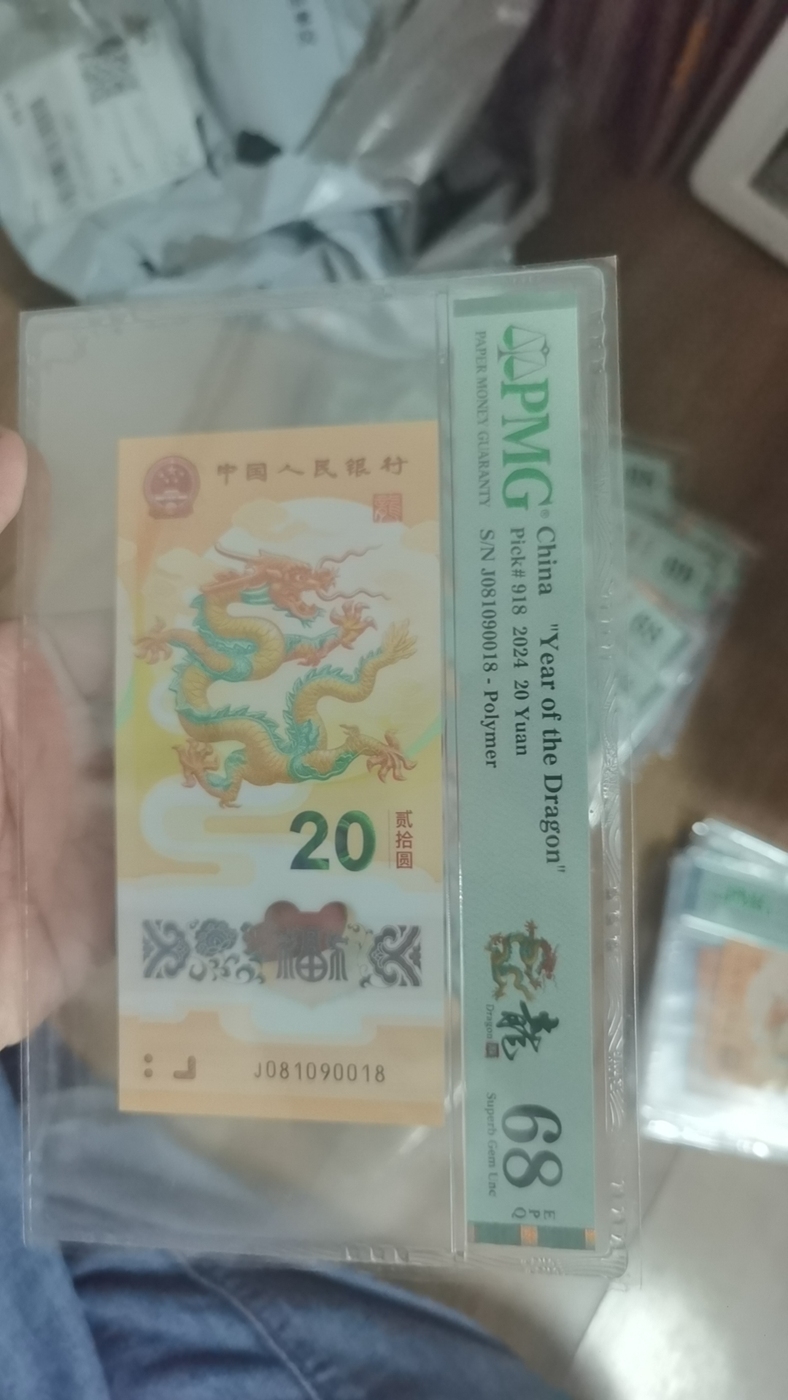 PMG®
PAPER MONEY GUARANTY
China "Year of the Dragon"
Pick# 918 2024 20 Yuan
S/N J081090018 - Polymer
龍
Dragon
68
EPQ
Superb Gem Unc
中国人民银行
20
贰拾圆
福
J081090018